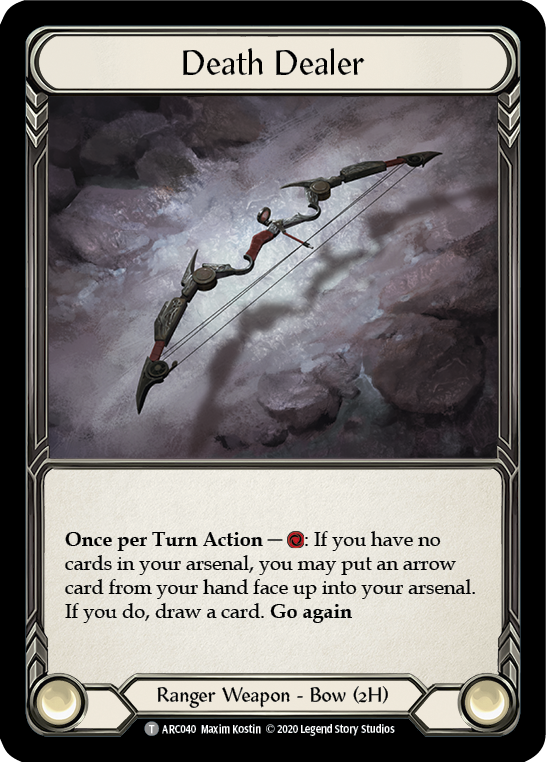 Death Dealer
Once per Turn Action — : If you have no
cards in your arsenal, you may put an arrow
card from your hand face up into your arsenal.
If you do, draw a card. Go again
Ranger Weapon - Bow (2H)
T ARC040 Maxim Kostin © 2020 Legend Story Studios